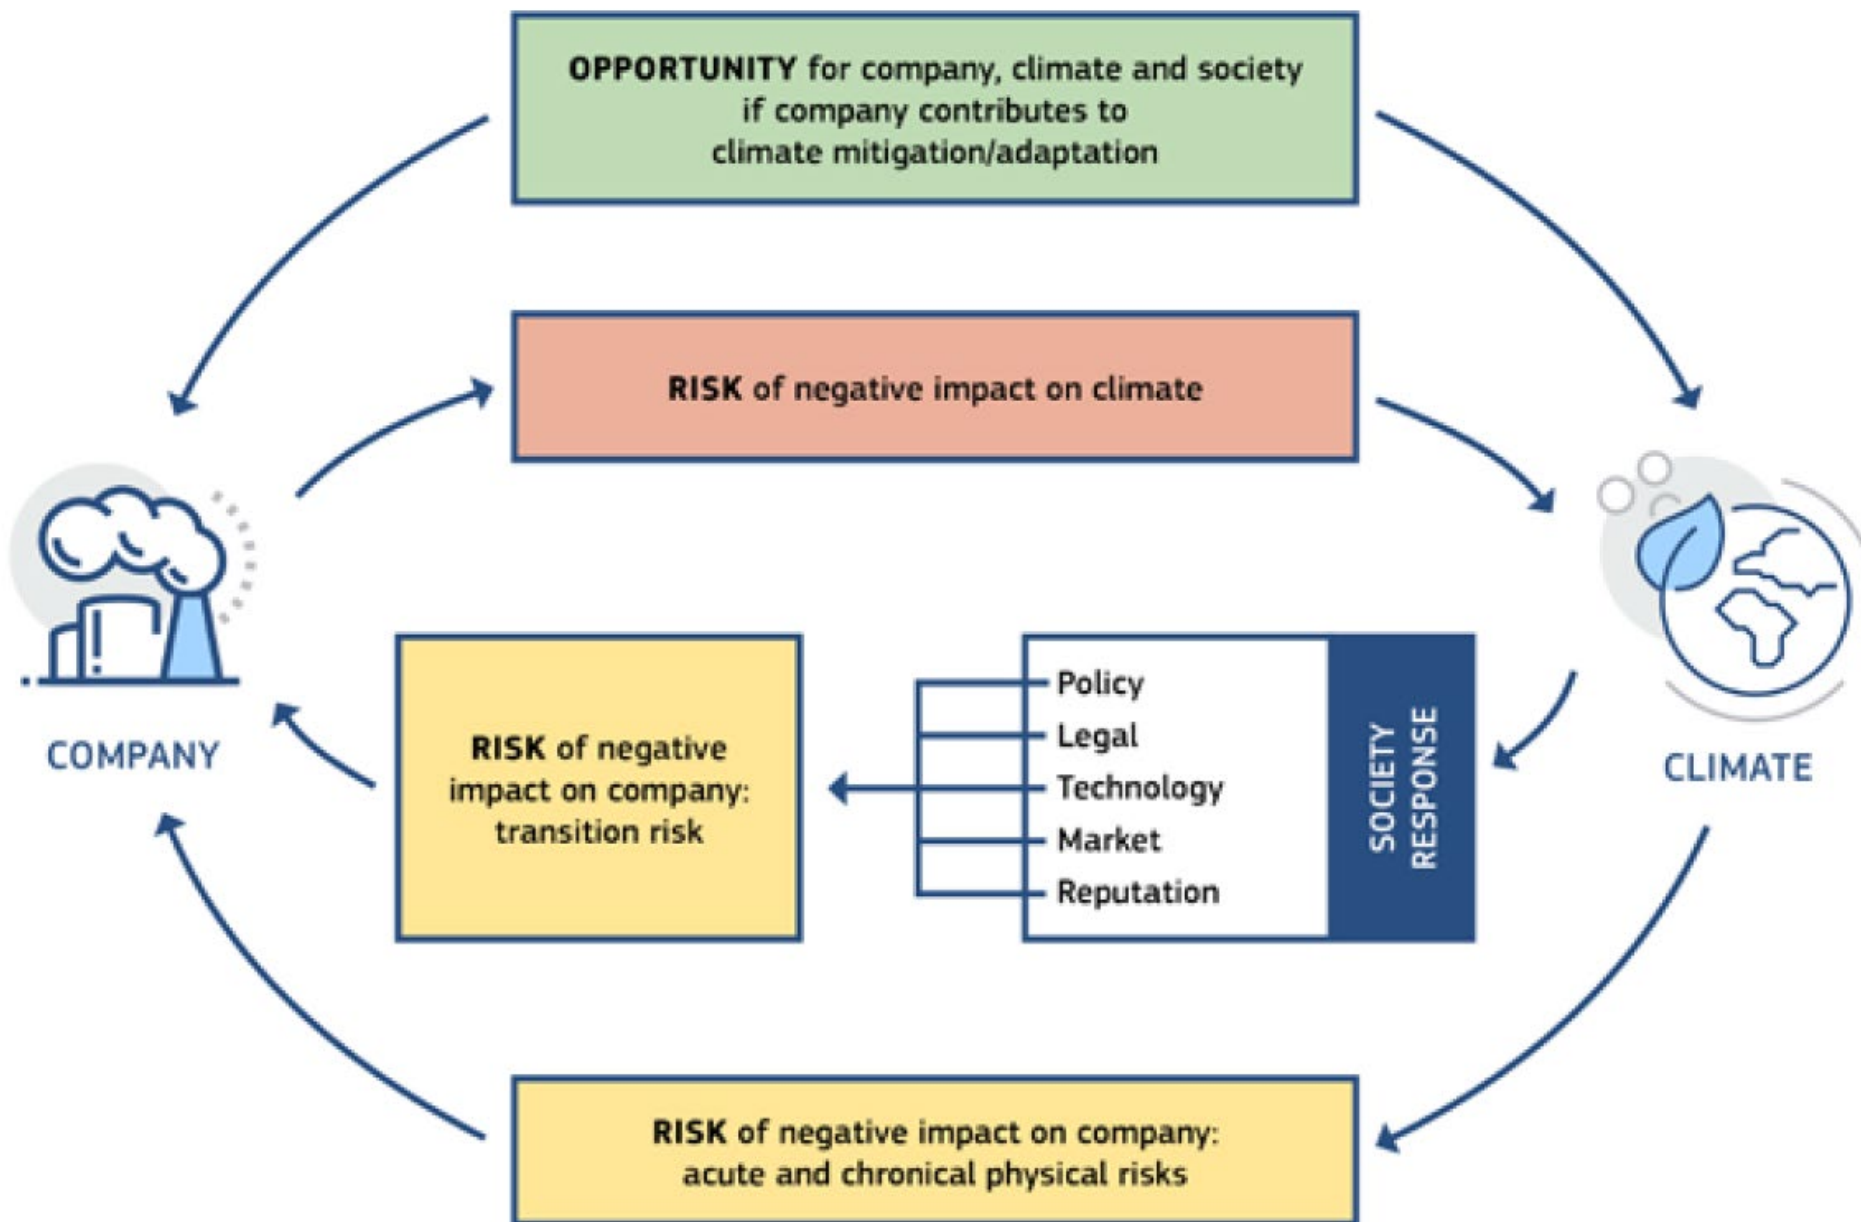 OPPORTUNITY for company, climate and society
if company contributes to
climate mitigation/adaptation
RISK of negative impact on climate
COMPANY
RISK of negative
impact on company:
transition risk
Policy
Legal
Technology
Market
Reputation
SOCIETY
RESPONSE
CLIMATE
RISK of negative impact on company:
acute and chronical physical risks